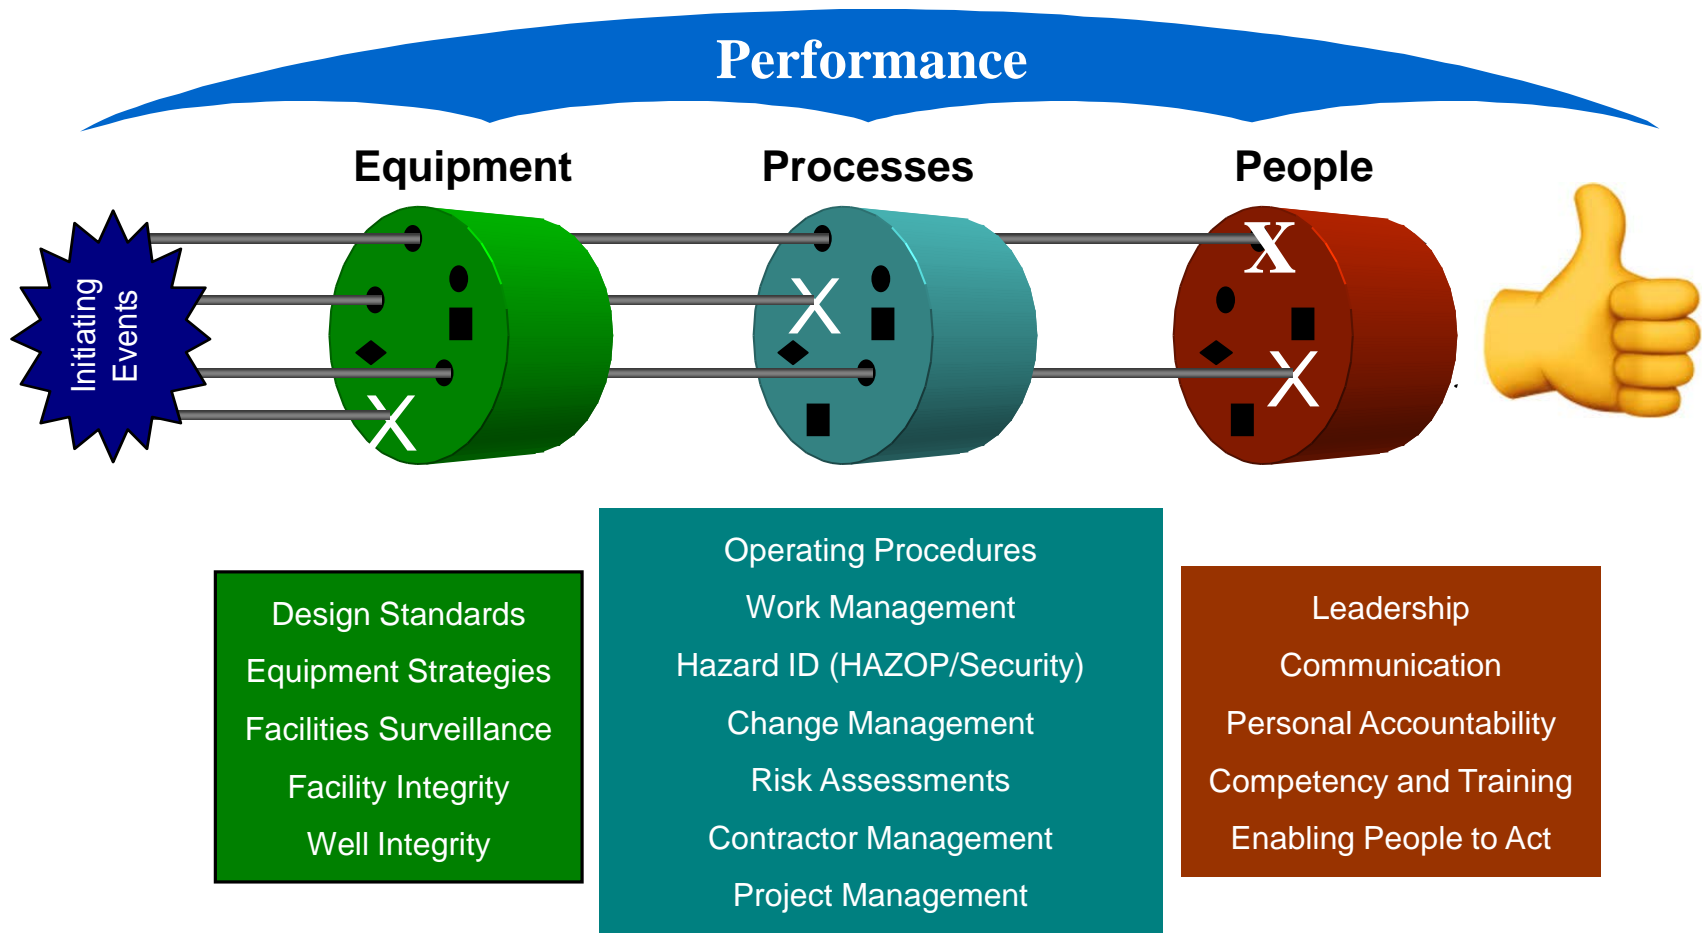 Performance
Equipment
Processes
People
Initiating
Events
X
X
X
X
Design Standards
Equipment Strategies
Facilities Surveillance
Facility Integrity
Well Integrity
Operating Procedures
Work Management
Hazard ID (HAZOP/Security)
Change Management
Risk Assessments
Contractor Management
Project Management
Leadership
Communication
Personal Accountability
Competency and Training
Enabling People to Act